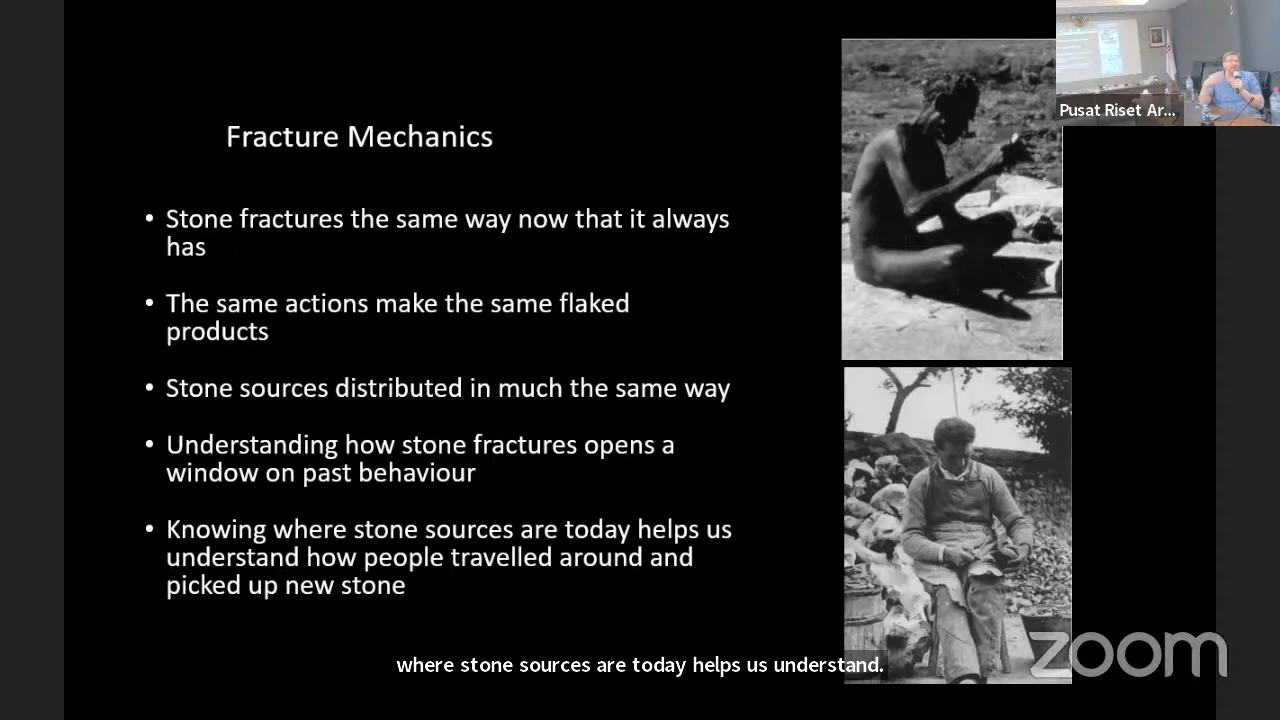 Fracture Mechanics
• Stone fractures the same way now that it always
has
• The same actions make the same flaked
products
• Stone sources distributed in much the same way
• Understanding how stone fractures opens a
window on past behaviour
• Knowing where stone sources are today helps us
understand how people travelled around and
picked up new stone
where stone sources are today helps us understand.
Pusat Riset Ar...
zoom